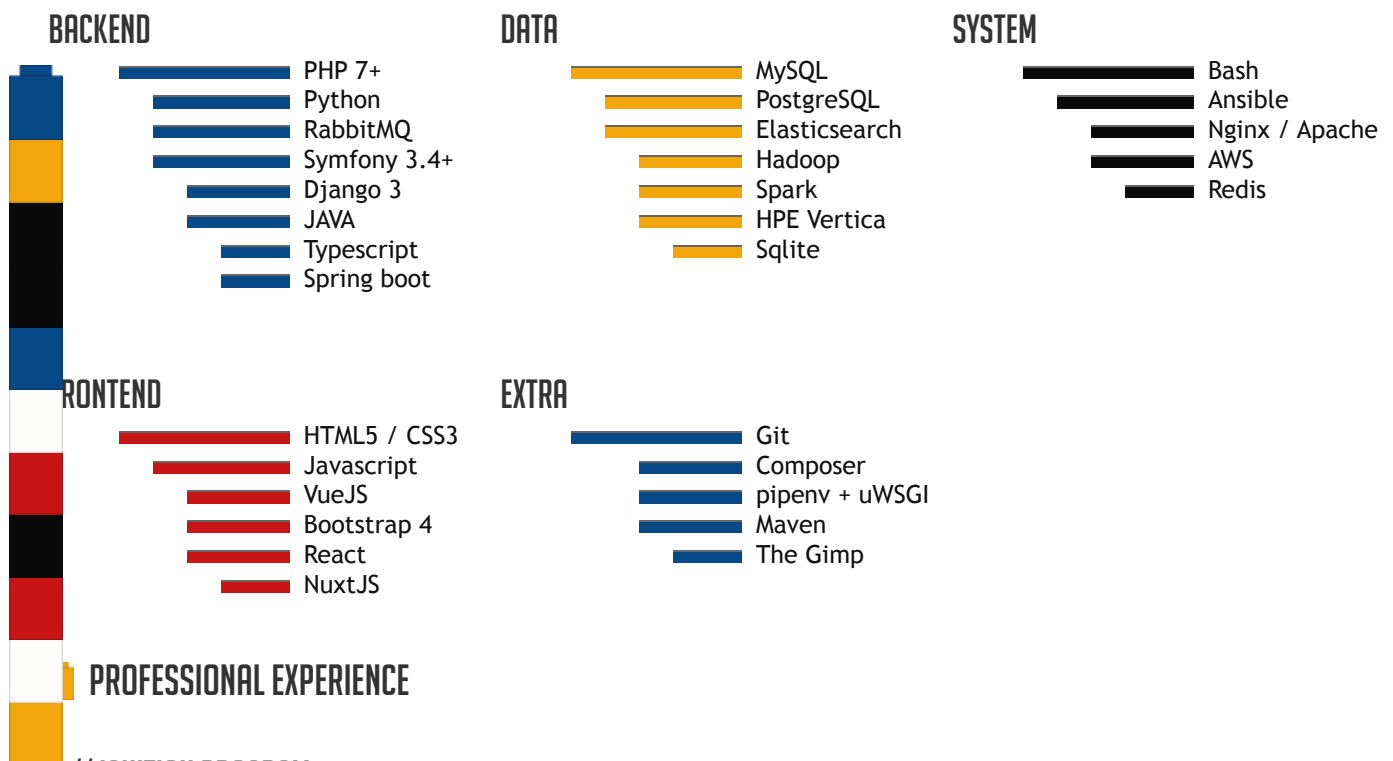 BACKEND
PHP 7+
Python
RabbitMQ
Symfony 3.4+
Django 3
JAVA
Typescript
Spring boot
DATA
MySQL
PostgreSQL
Elasticsearch
Hadoop
Spark
HPE Vertica
Sqlite
SYSTEM
Bash
Ansible
Nginx / Apache
AWS
Redis
RONTEND
HTML5 / CSS3
Javascript
VueJS
Bootstrap 4
React
NuxtJS
EXTRA
Git
Composer
pipenv + uWSGI
Maven
The Gimp
PROFESSIONAL EXPERIENCE